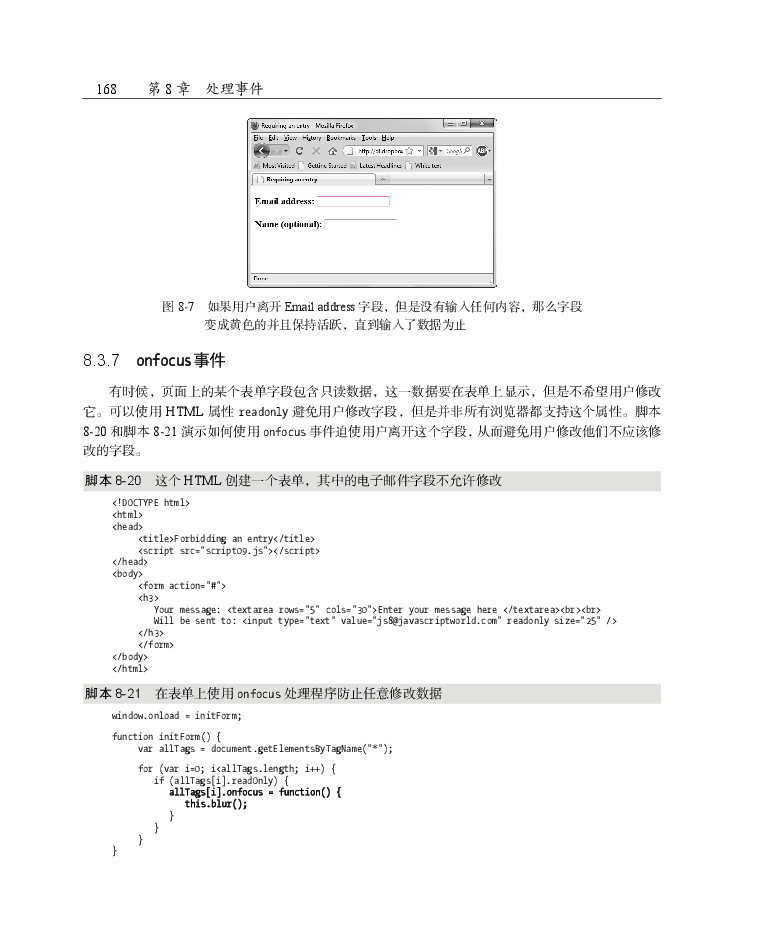 168 第 8 章 处理事件
Requiring an entry - Mozilla Firefox
File Edit View History Bookmarks Tools Help
http://dl.dropbox
Google
ABP
Most Visited Getting Started Latest Headlines White text
Requiring an entry
Email address:
Name (optional):
Done
图 8-7 如果用户离开 Email address 字段，但是没有输入任何内容，那么字段
变成黄色的并且保持活跃，直到输入了数据为止
8.3.7 onfocus 事件
有时候，页面上的某个表单字段包含只读数据，这一数据要在表单上显示，但是不希望用户修改
它。可以使用 HTML 属性 readonly 避免用户修改字段，但是并非所有浏览器都支持这个属性。脚本
8-20 和脚本 8-21 演示如何使用 onfocus 事件迫使用户离开这个字段，从而避免用户修改他们不应该修
改的字段。
脚本 8-20 这个 HTML 创建一个表单，其中的电子邮件字段不允许修改
<!DOCTYPE html>
<html>
<head>
<title>Forbidding an entry</title>
<script src="script09.js"></script>
</head>
<body>
<form action="#">
<h3>
Your message: <textarea rows="5" cols="30">Enter your message here </textarea><br><br>
Will be sent to: <input type="text" value="js8@javascriptworld.com" readonly size="25" />
</h3>
</form>
</body>
</html>
脚本 8-21 在表单上使用 onfocus 处理程序防止任意修改数据
window.onload = initForm;
function initForm() {
var allTags = document.getElementsByTagName("*");
for (var i=0; i<allTags.length; i++) {
if (allTags[i].readOnly) {
allTags[i].onfocus = function() {
this.blur();
}
}
}
}